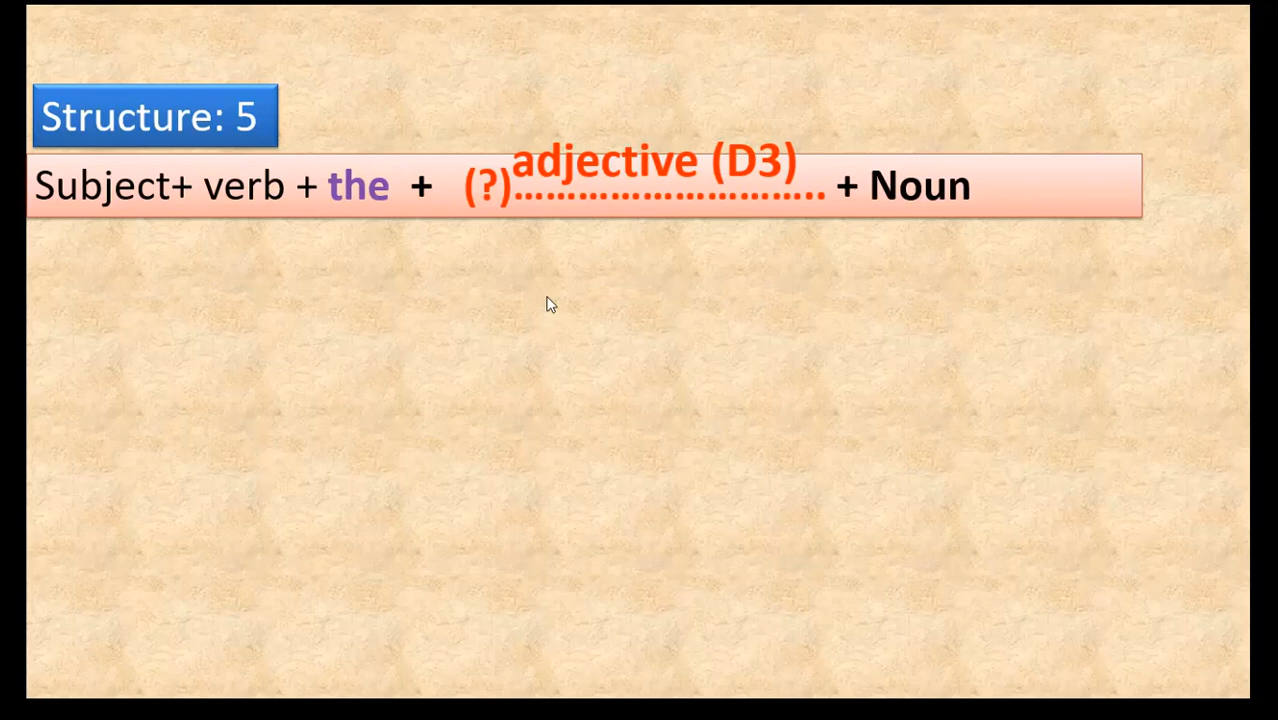 Structure: 5
adjective (D3)
Subject+ verb + the + (?)……………………….. + Noun